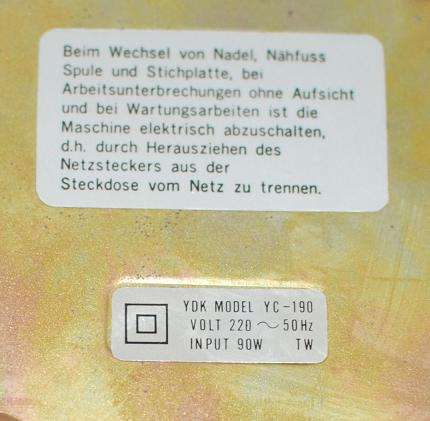 Beim Wechsel von Nadel, Nähfuss
Spule und Stichplatte, bei
Arbeitsunterbrechungen ohne Aufsicht
und bei Wartungsarbeiten ist die
Maschine elektrisch abzuschalten,
d.h. durch Herausziehen des
Netzsteckers aus der
Steckdose vom Netz zu trennen.
YDK MODEL YC-190
VOLT 220 ~ 50Hz
INPUT 90W TW